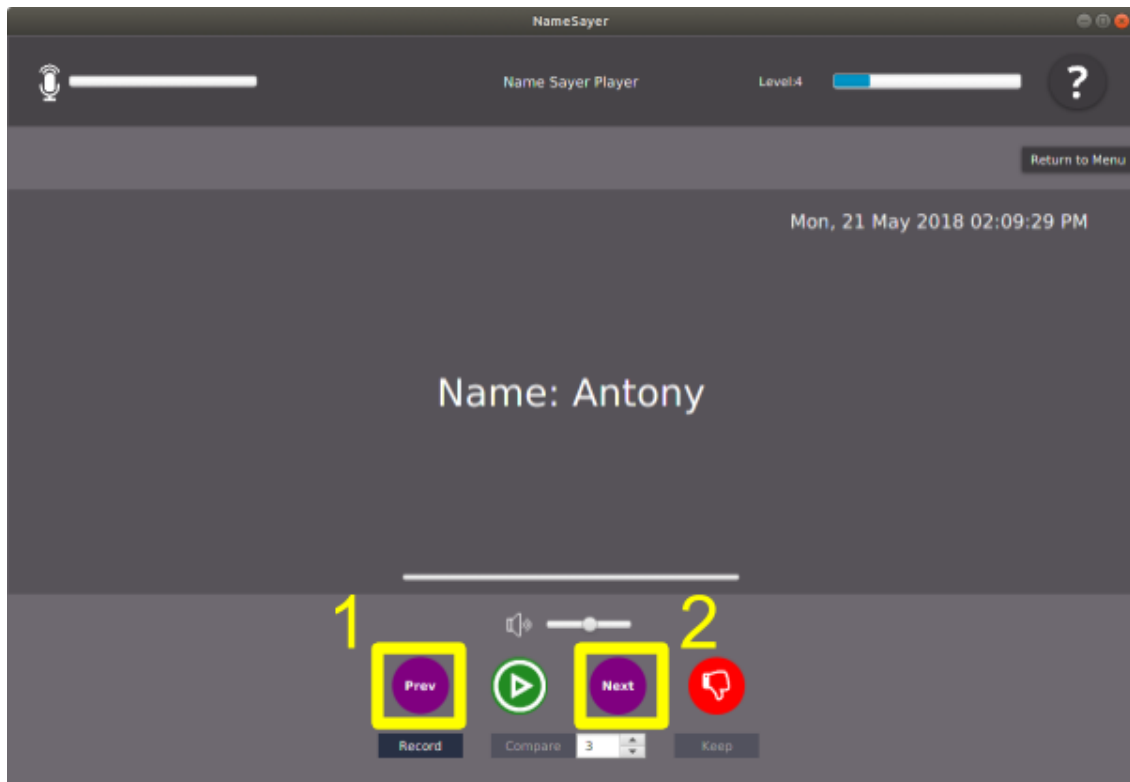 NameSayer
Name Sayer Player
Level:4
?
Return to Menu
Mon, 21 May 2018 02:09:29 PM
Name: Antony
1
2
Prev
Next
Record
Compare
3
Keep